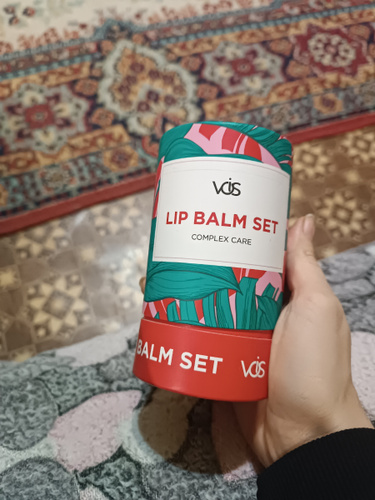 VOIS
LIP BALM SET
COMPLEX CARE
BALM SET VOIS